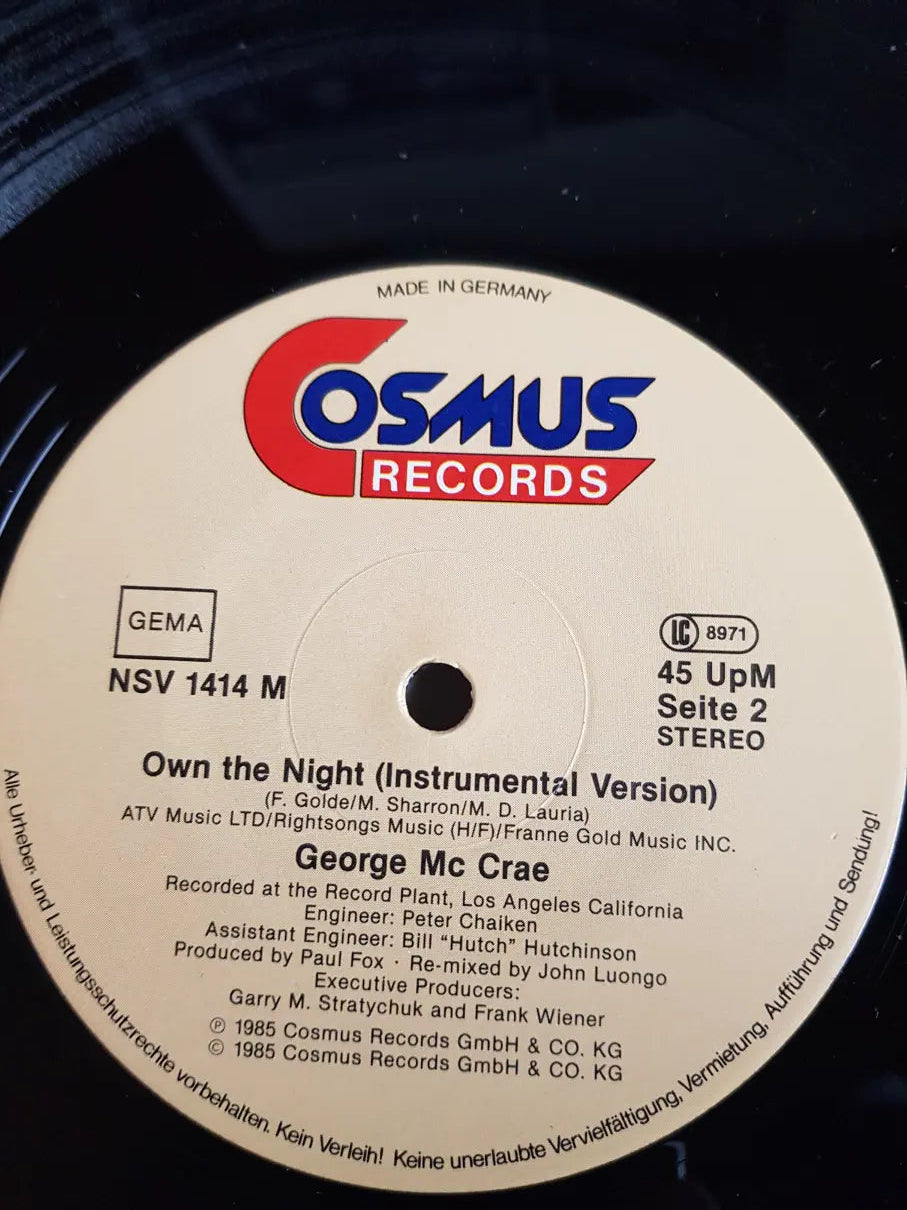 MADE IN GERMANY
COSMUS
RECORDS
GEMA
NSV 1414 M
LC 8971
45 UpM
Seite 2
STEREO
Own the Night (Instrumental Version)
(F. Golde/M. Sharron/M. D. Lauria)
ATV Music LTD/Rightsongs Music (H/F)/Franne Gold Music INC.
George Mc Crae
Recorded at the Record Plant, Los Angeles California
Engineer: Peter Chaiken
Assistant Engineer: Bill "Hutch" Hutchinson
Produced by Paul Fox · Re-mixed by John Luongo
Executive Producers:
Garry M. Stratychuk and Frank Wiener
℗ 1985 Cosmus Records GmbH & CO. KG
© 1985 Cosmus Records GmbH & CO. KG
Alle Urheber- und Leistungsschutzrechte vorbehalten. Kein Verleih! Keine unerlaubte Vervielfältigung, Vermietung, Aufführung und Sendung!